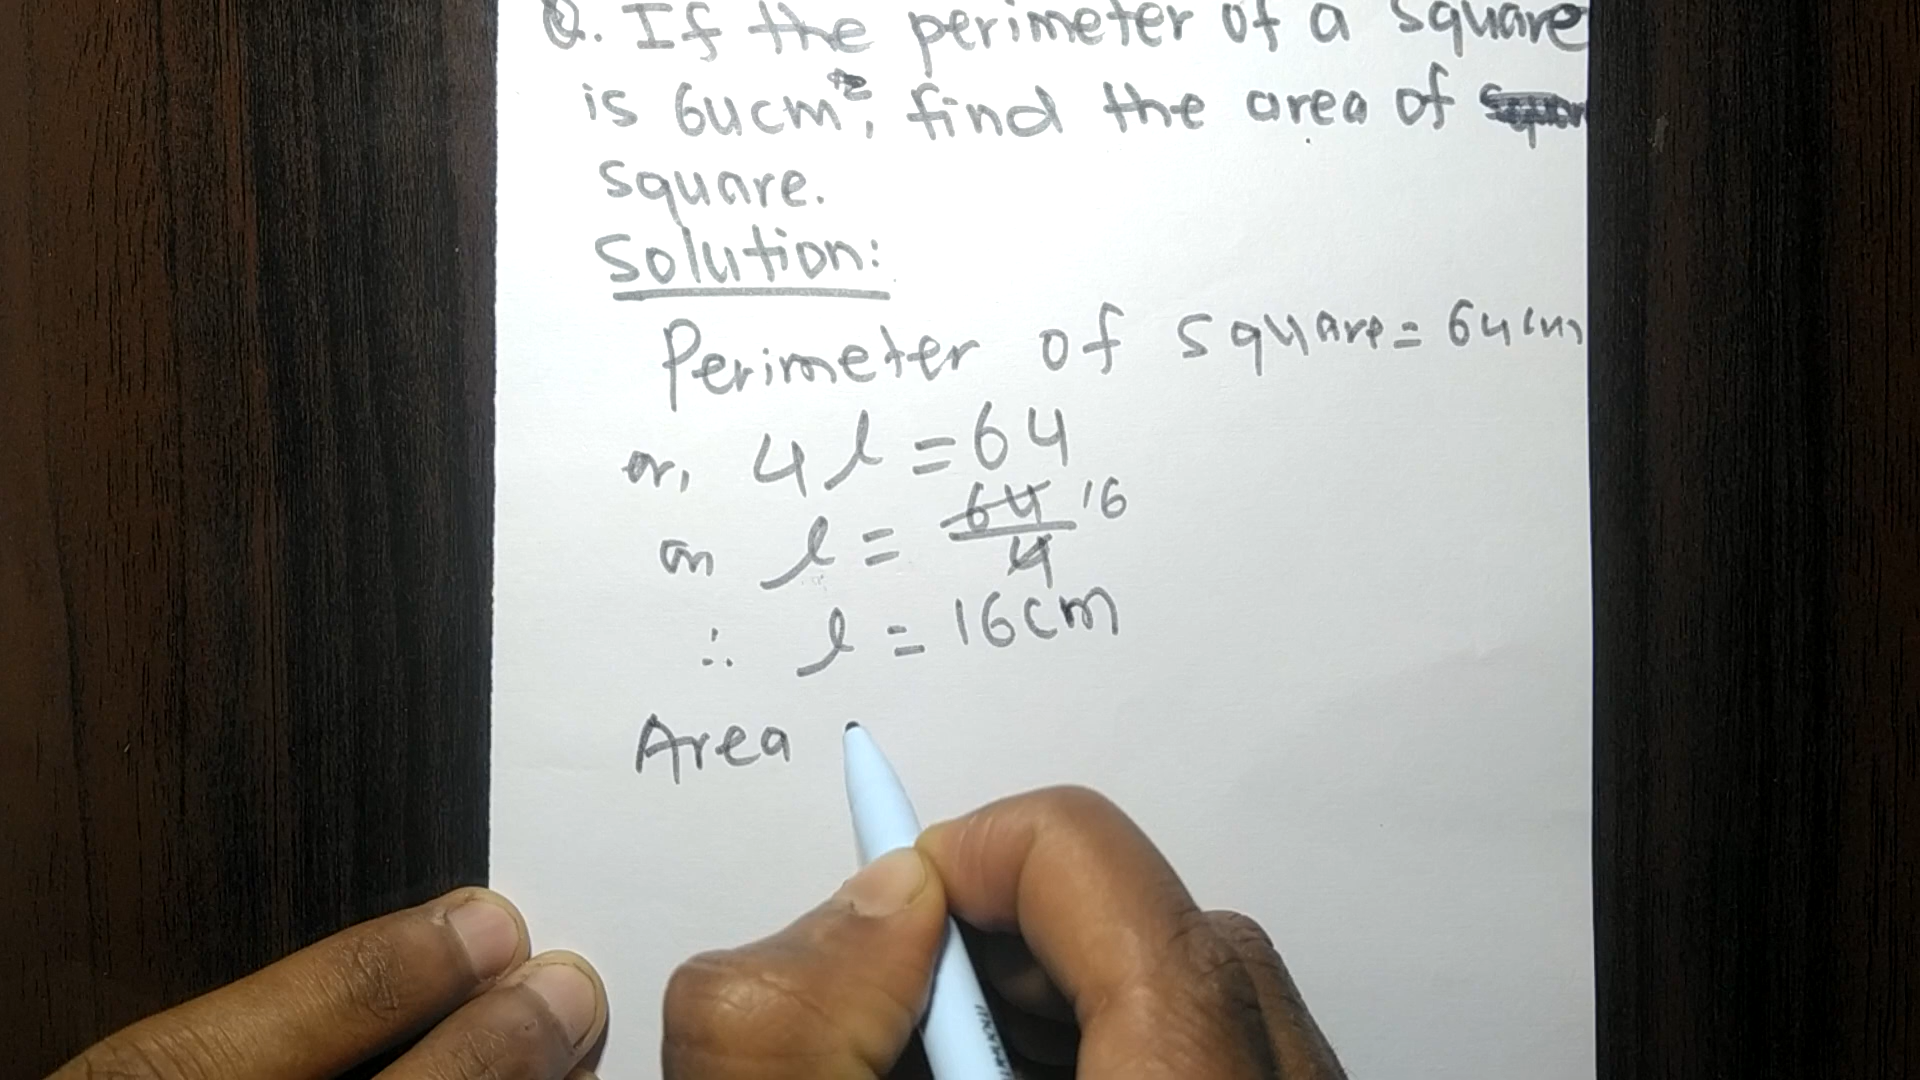 Q. If the perimeter of a square
is 64cm², find the area of
square.
Solution:
Perimeter of square = 64cm
or, 4l = 64
or l = 64/4 16
∴ l = 16cm
Area